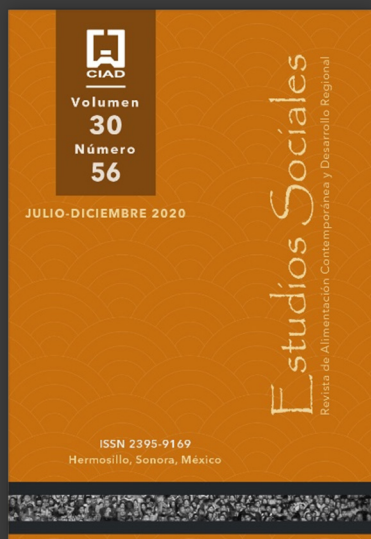 CIAD
Volumen
30
Número
56
JULIO-DICIEMBRE 2020
Estudios Sociales
Revista de Alimentación Contemporánea y Desarrollo Regional
ISSN 2395-9169
Hermosillo, Sonora, México